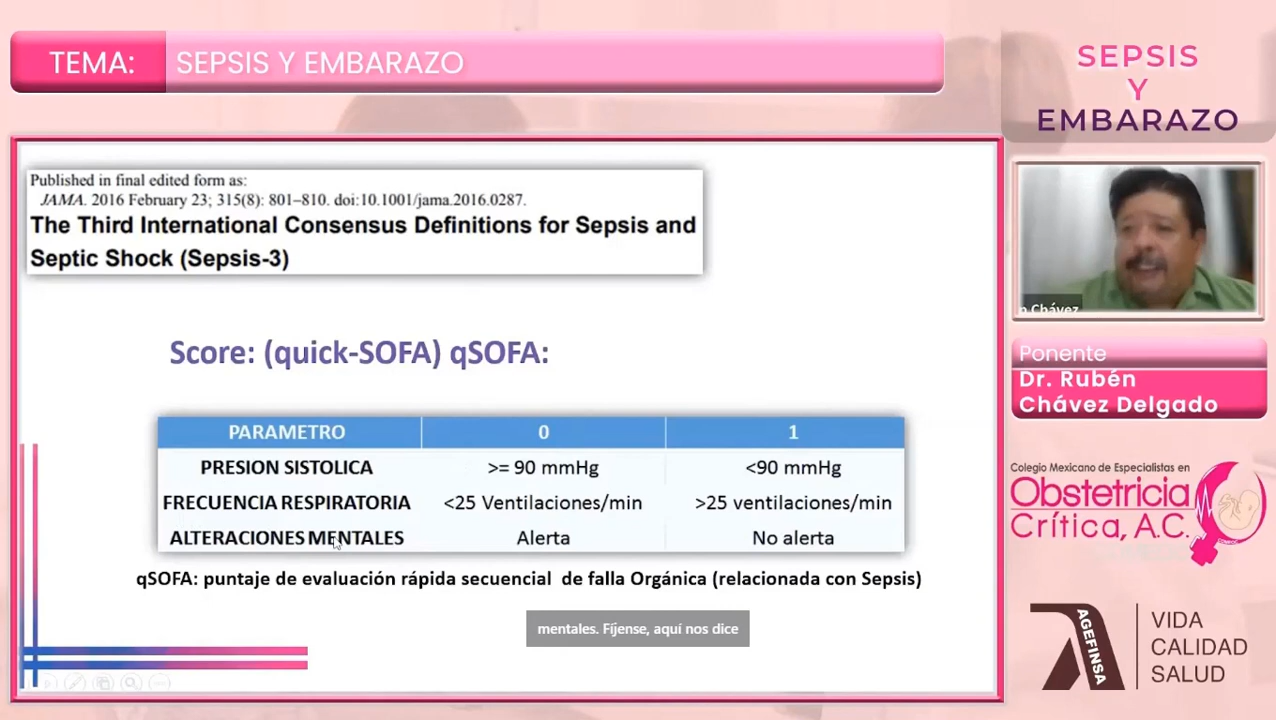 TEMA:
SEPSIS Y EMBARAZO
SEPSIS
Y
EMBARAZO
Published in final edited form as:
JAMA. 2016 February 23; 315(8): 801–810. doi:10.1001/jama.2016.0287.
The Third International Consensus Definitions for Sepsis and
Septic Shock (Sepsis-3)
Score: (quick-SOFA) qSOFA:
PARAMETRO 0 1
PRESION SISTOLICA >= 90 mmHg <90 mmHg
FRECUENCIA RESPIRATORIA <25 Ventilaciones/min >25 ventilaciones/min
ALTERACIONES MENTALES Alerta No alerta
qSOFA: puntaje de evaluación rápida secuencial de falla Orgánica (relacionada con Sepsis)
mentales. Fíjense, aquí nos dice
Chávez
Ponente
Dr. Rubén
Chávez Delgado
Colegio Mexicano de Especialistas en
Obstetricia
Crítica, A.C.
AGEFINSA
VIDA
CALIDAD
SALUD